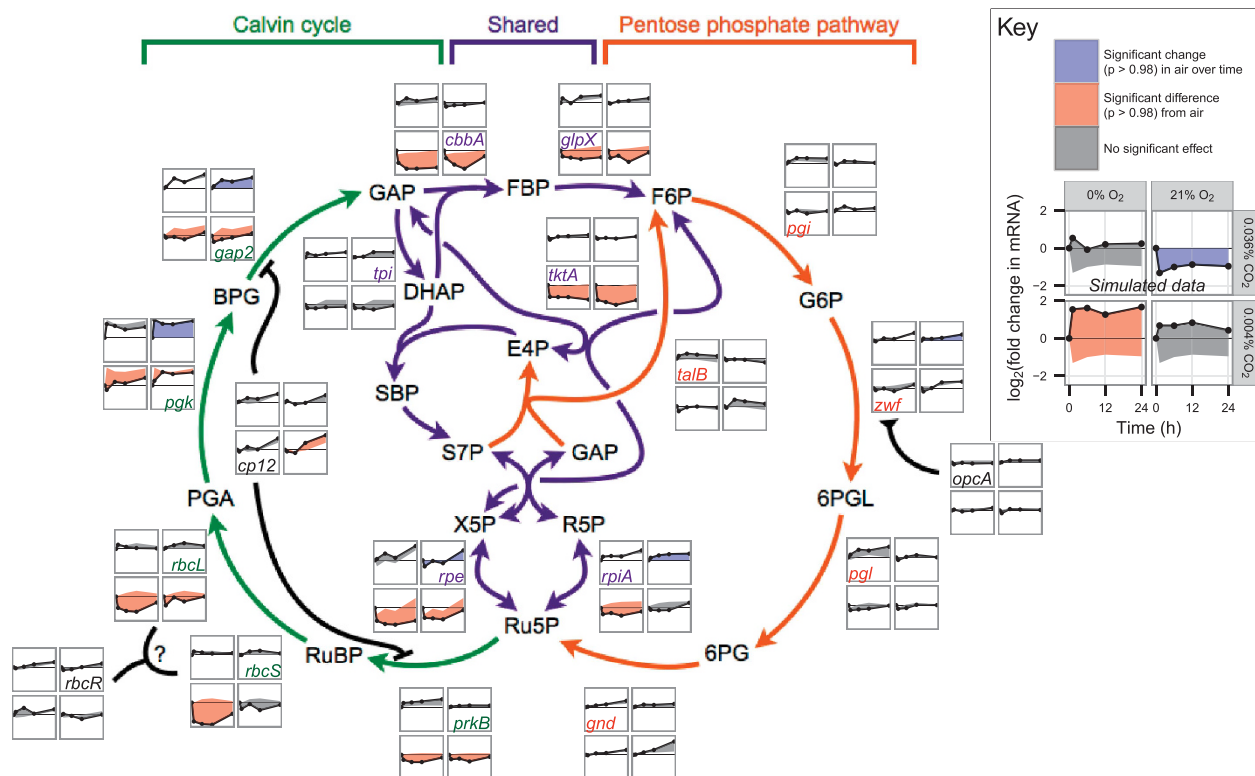 Calvin cycle
Shared
Pentose phosphate pathway
Key
Significant change
(p > 0.98) in air over time
Significant difference
(p > 0.98) from air
No significant effect
0% O2
21% O2
2
0
−2
2
0
−2
0.036% CO2
0.004% CO2
Simulated data
log2(fold change in mRNA)
0
12
24
0
12
24
Time (h)
cbbA
glpX
GAP
FBP
F6P
pgi
gap2
tpi
tktA
DHAP
BPG
G6P
pgk
E4P
talB
zwf
SBP
cp12
S7P
GAP
opcA
PGA
6PGL
X5P
R5P
rbcL
rpe
rpiA
pgl
Ru5P
RuBP
6PG
?
rbcR
rbcS
prkB
gnd